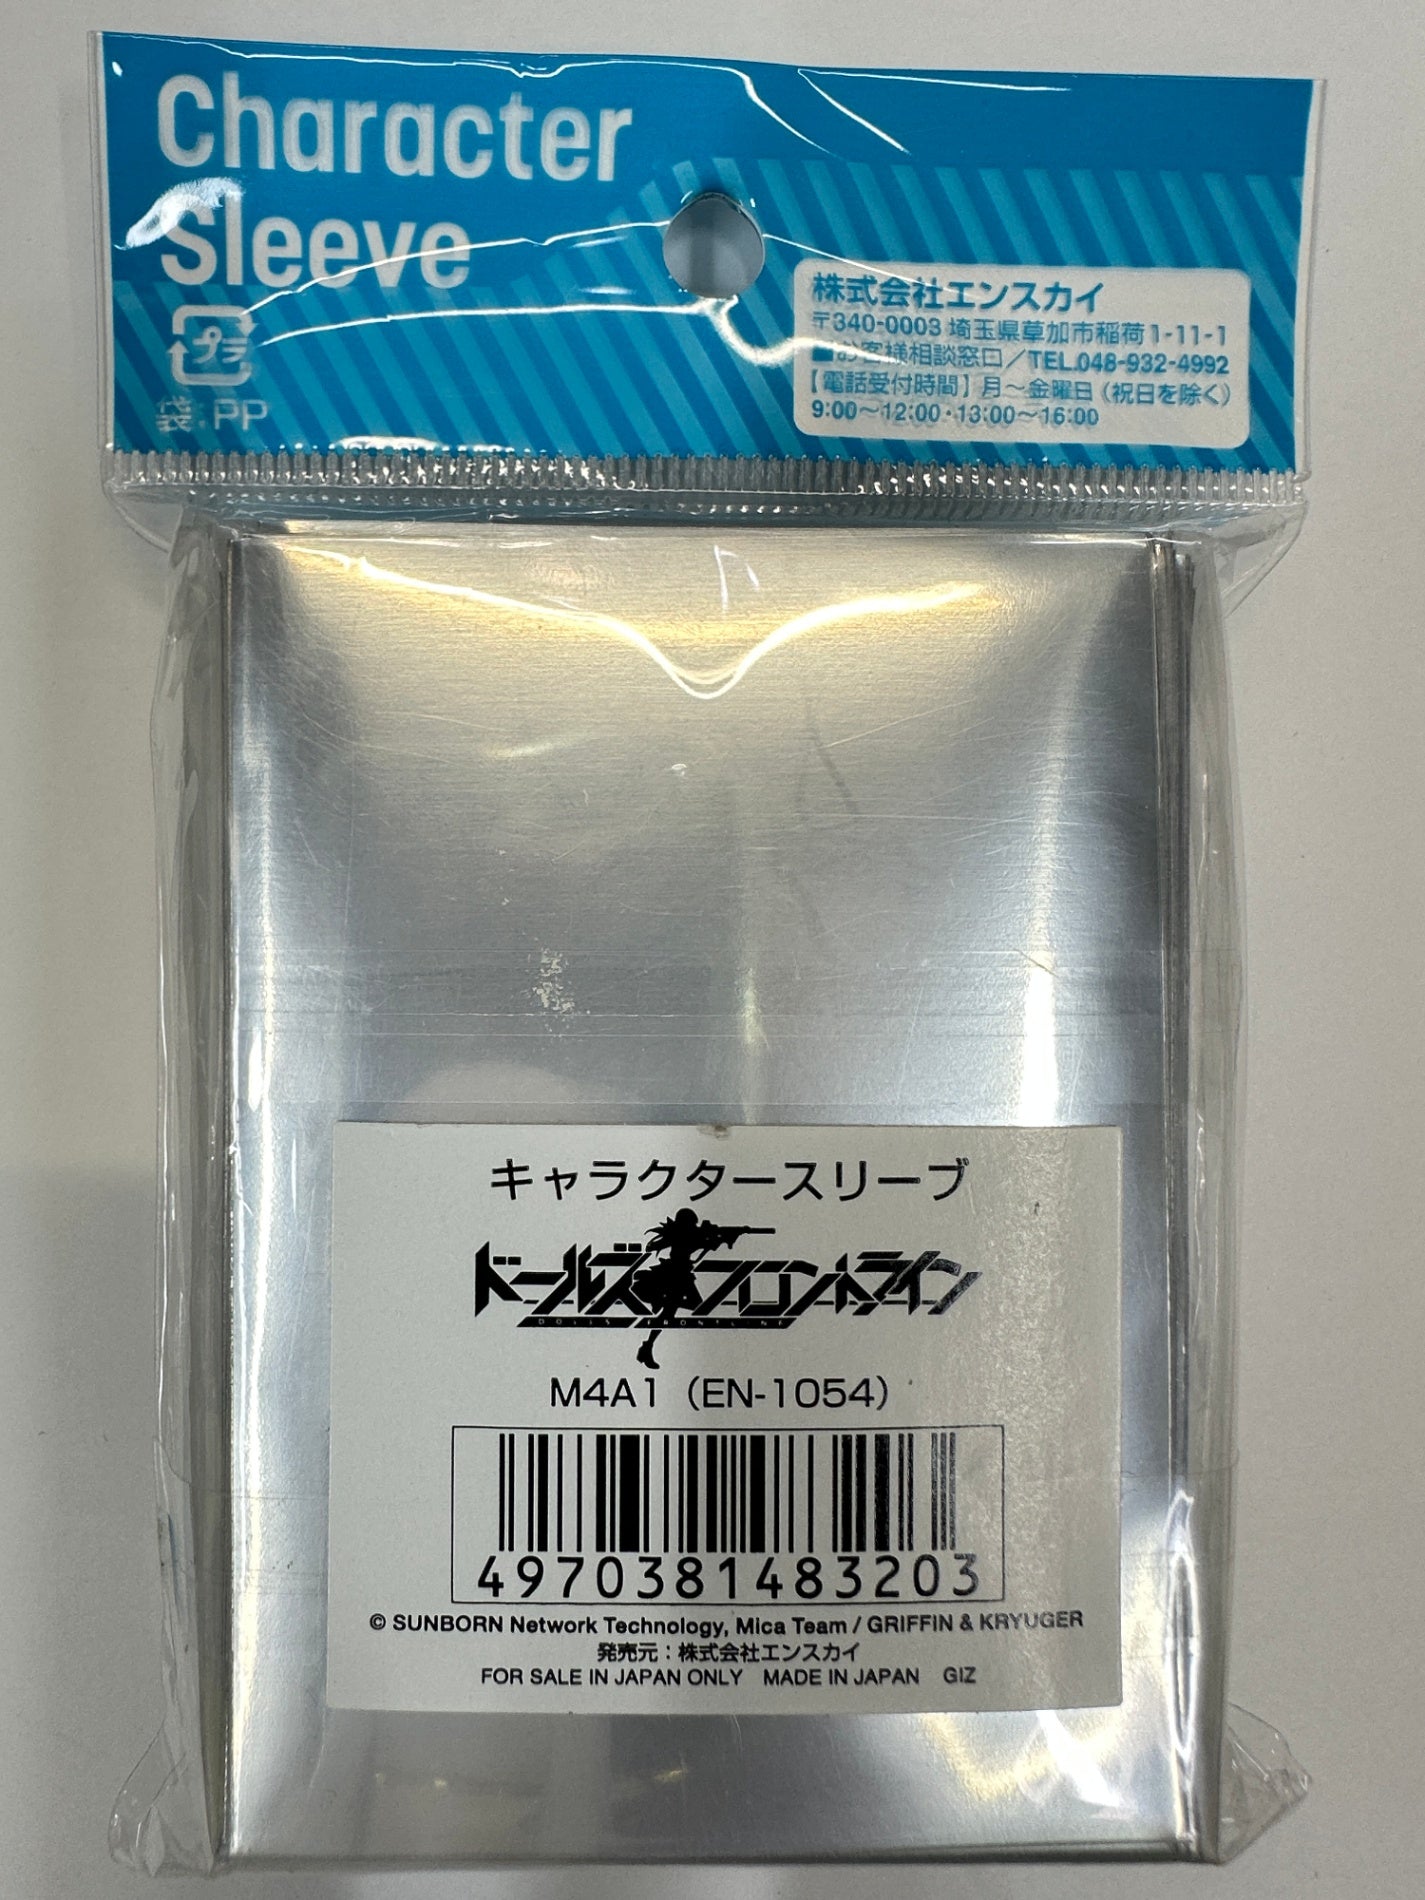 Character
Sleeve
プラ
袋:PP
株式会社エンスカイ
〒340-0003 埼玉県草加市稲荷1-11-1
■お客様相談窓口／TEL.048-932-4992
【電話受付時間】月〜金曜日（祝日を除く）
9:00〜12:00・13:00〜16:00
キャラクタースリーブ
ドールズフロントライン
DOLLS FRONTLINE
M4A1（EN-1054）
4970381483203
© SUNBORN Network Technology, Mica Team / GRIFFIN & KRYUGER
発売元：株式会社エンスカイ
FOR SALE IN JAPAN ONLY MADE IN JAPAN GIZ